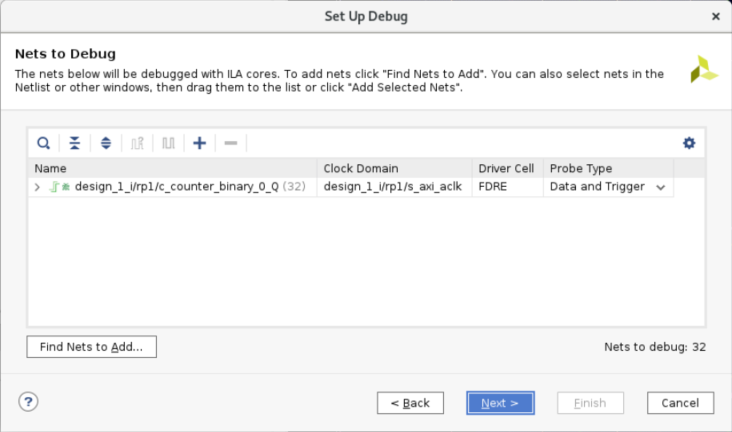 Set Up Debug
Nets to Debug
The nets below will be debugged with ILA cores. To add nets click "Find Nets to Add". You can also select nets in the
Netlist or other windows, then drag them to the list or click "Add Selected Nets".
Name Clock Domain Driver Cell Probe Type
design_1_i/rp1/c_counter_binary_0_Q (32) design_1_i/rp1/s_axi_aclk FDRE Data and Trigger
Find Nets to Add... Nets to debug: 32
? < Back Next > Finish Cancel